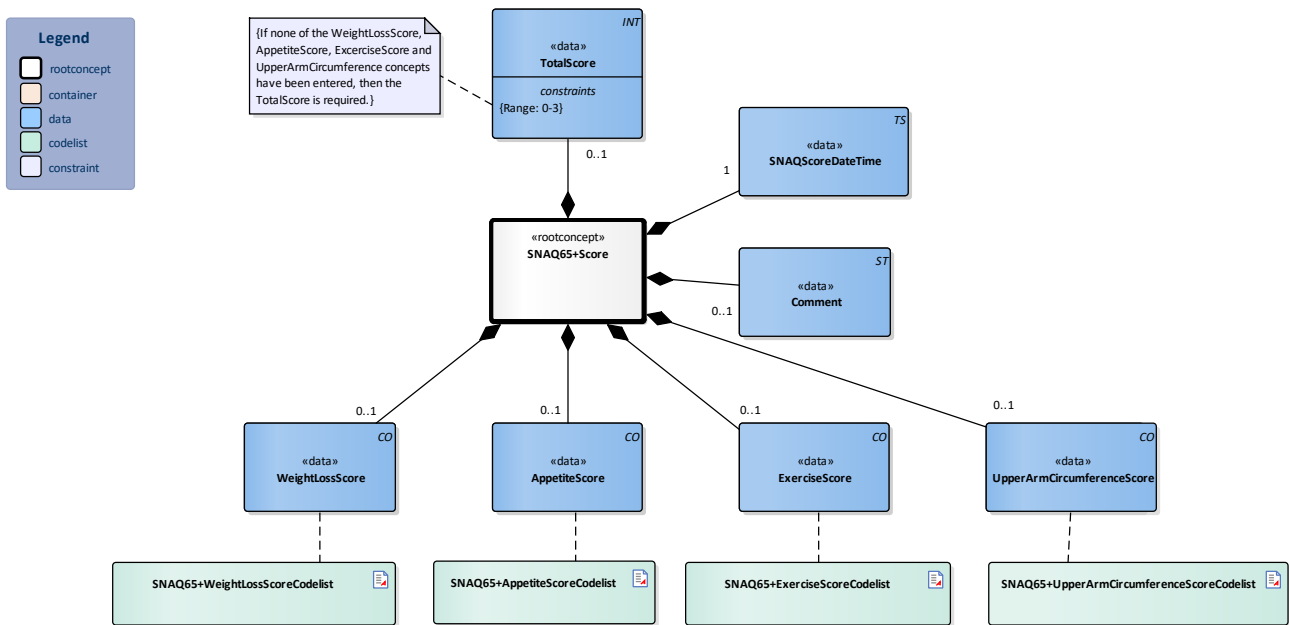 Legend
rootconcept
container
data
codelist
constraint
{If none of the WeightLossScore,
AppetiteScore, ExcerciseScore and
UpperArmCircumference concepts
have been entered, then the
TotalScore is required.}
INT
«data»
TotalScore
constraints
{Range: 0-3}
0..1
TS
«data»
SNAQScoreDateTime
1
«rootconcept»
SNAQ65+Score
ST
«data»
Comment
0..1
0..1
0..1
0..1
0..1
CO
«data»
WeightLossScore
CO
«data»
AppetiteScore
CO
«data»
ExerciseScore
CO
«data»
UpperArmCircumferenceScore
SNAQ65+WeightLossScoreCodelist
SNAQ65+AppetiteScoreCodelist
SNAQ65+ExerciseScoreCodelist
SNAQ65+UpperArmCircumferenceScoreCodelist